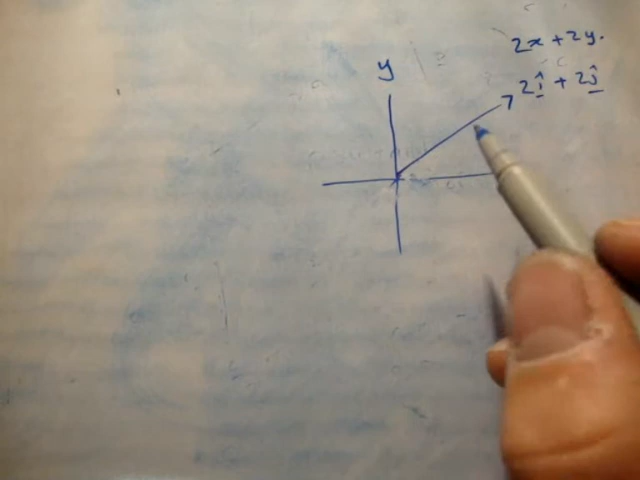 2x + 2y.
y
2î + 2ĵ